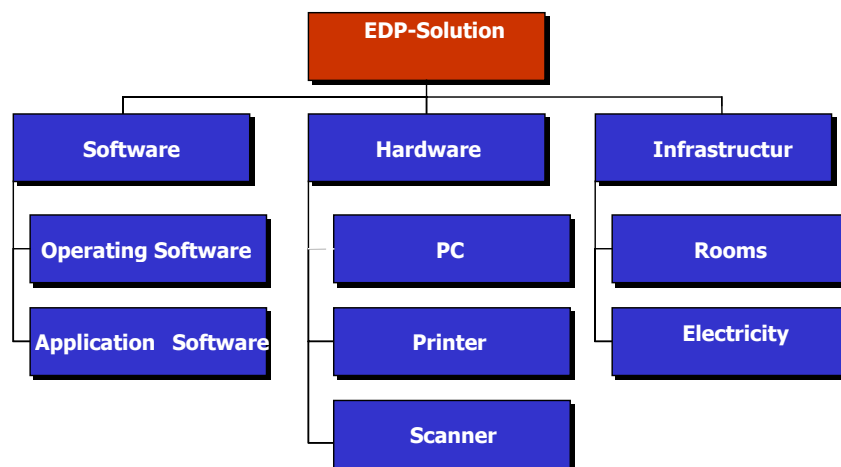 EDP-Solution
Software
Hardware
Infrastructur
Operating Software
PC
Rooms
Application Software
Printer
Electricity
Scanner